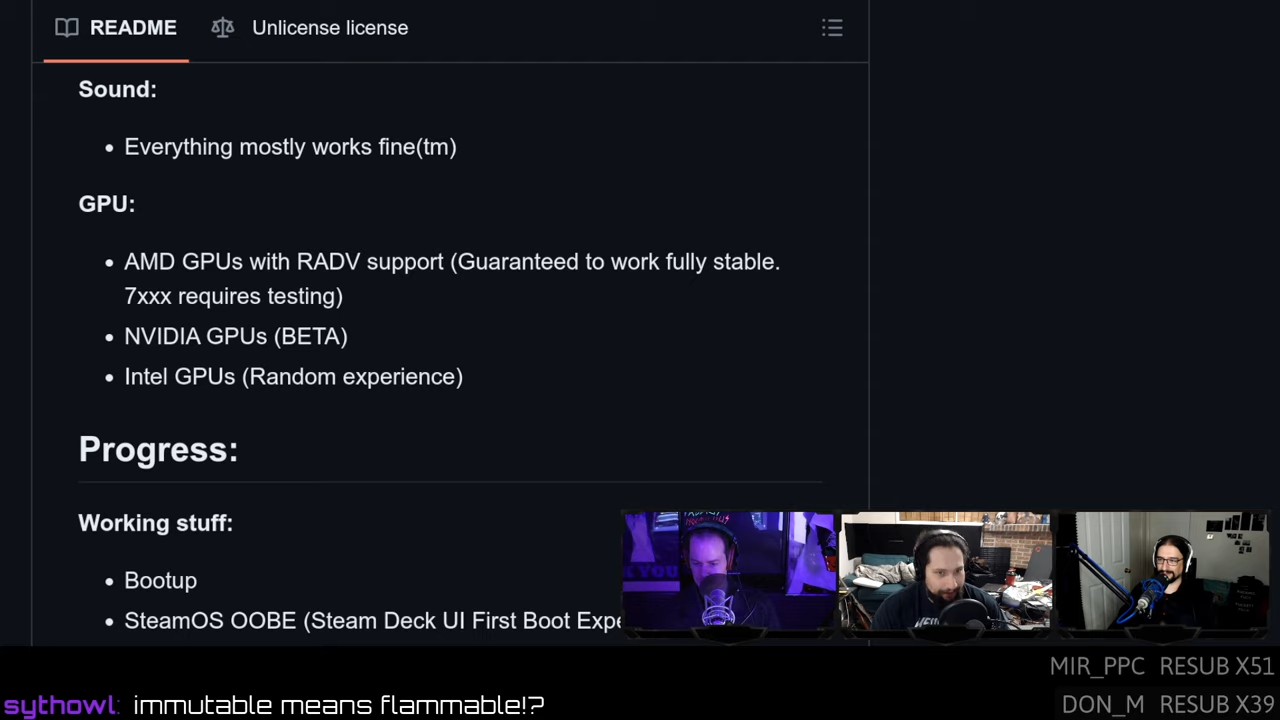 README
Unlicense license
Sound:
Everything mostly works fine(tm)
GPU:
AMD GPUs with RADV support (Guaranteed to work fully stable.
7xxx requires testing)
NVIDIA GPUs (BETA)
Intel GPUs (Random experience)
Progress:
Working stuff:
Bootup
SteamOS OOBE (Steam Deck UI First Boot Expe
MIR_PPC RESUB X51
sythowl: immutable means flammable!?
DON_M RESUB X39